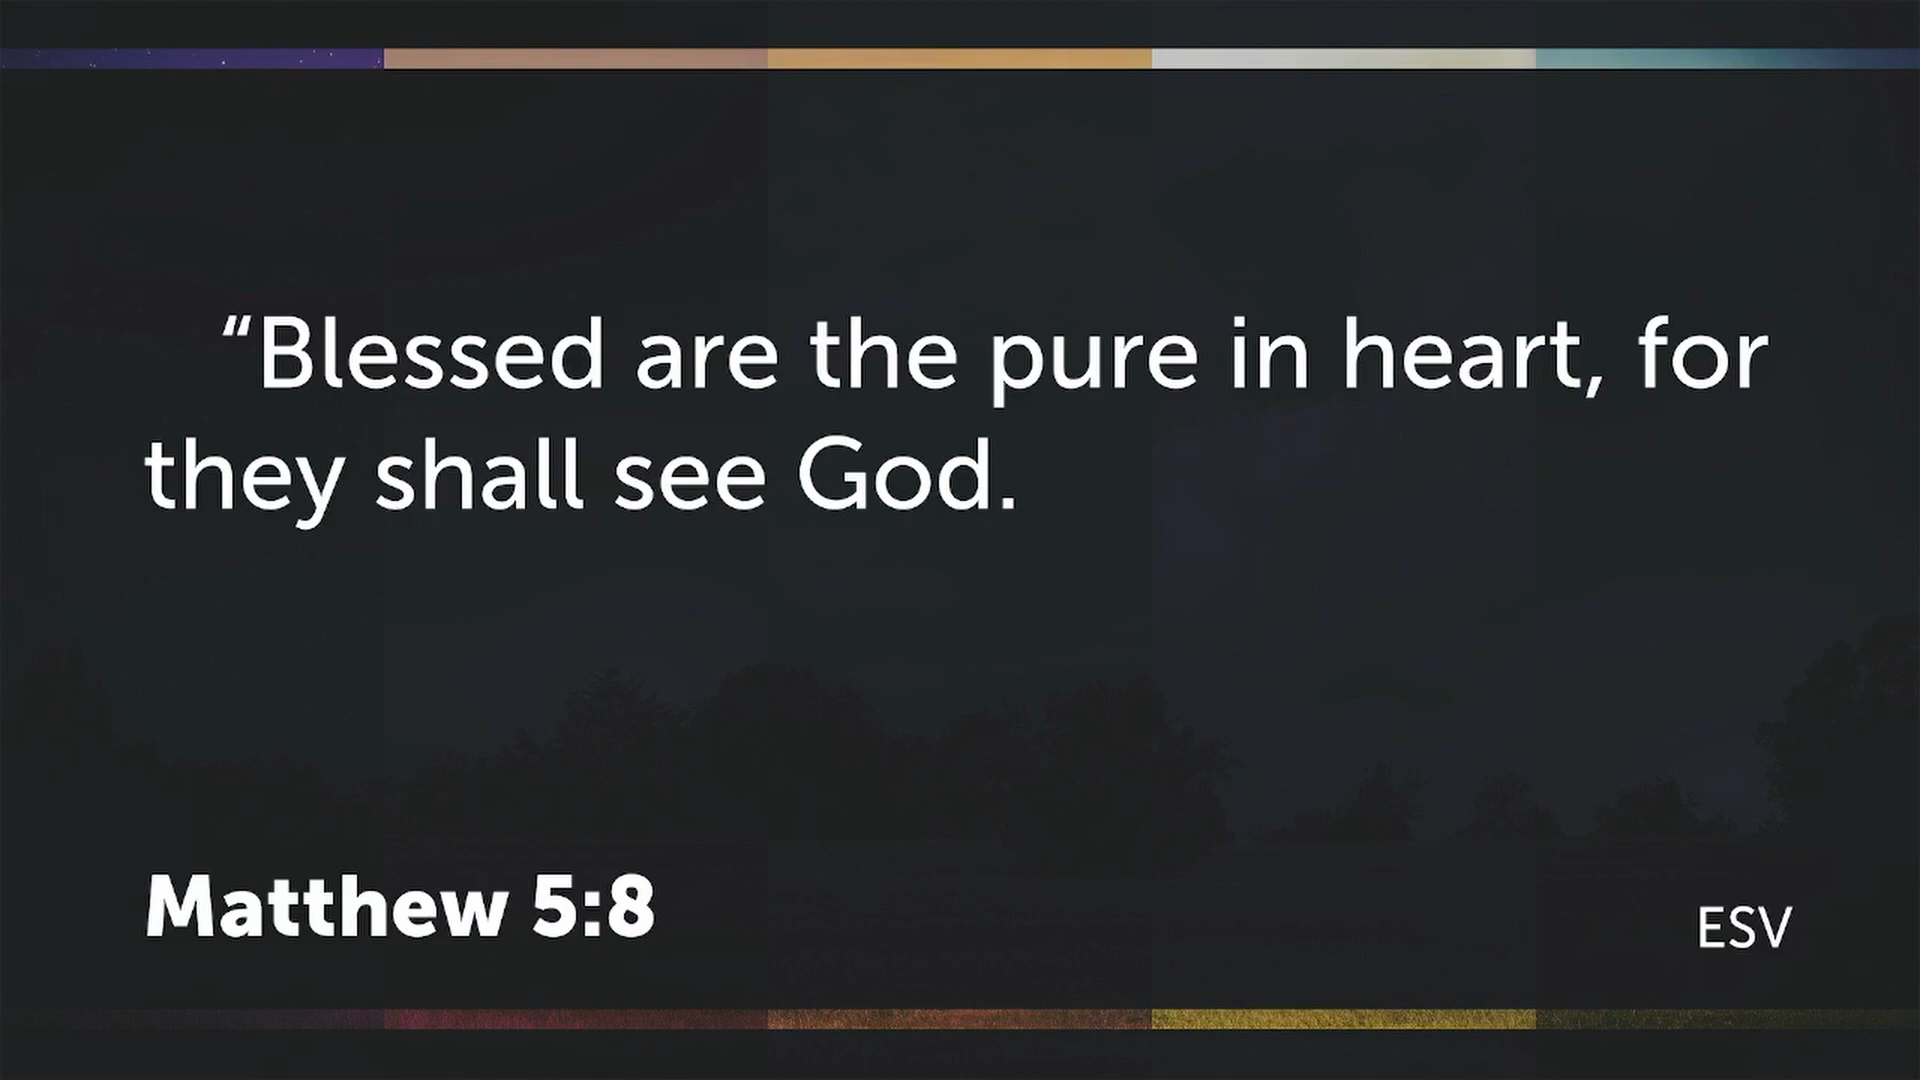 “Blessed are the pure in heart, for
they shall see God.
Matthew 5:8
ESV